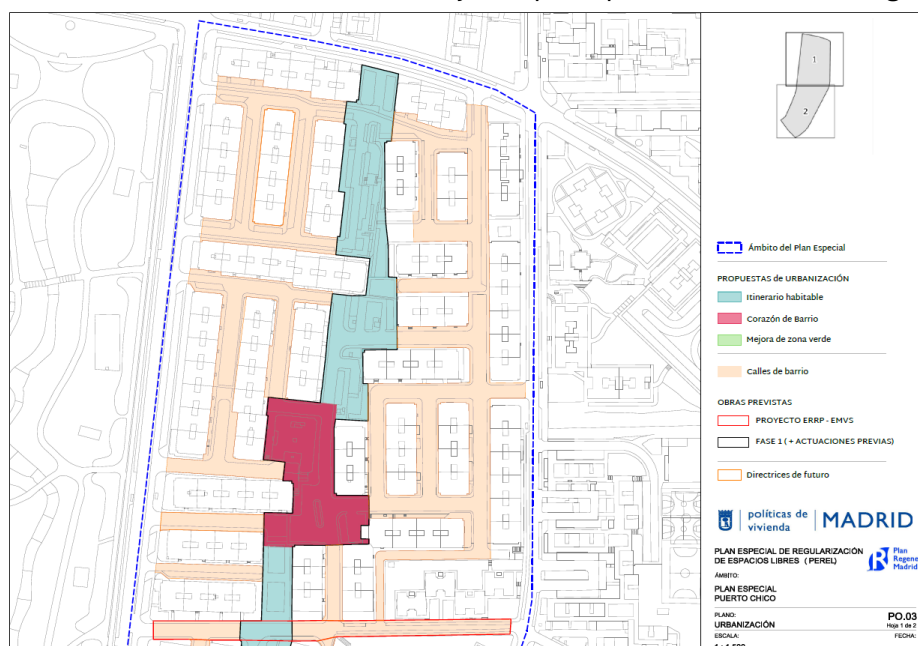 1
2
Ámbito del Plan Especial
PROPUESTAS de URBANIZACIÓN
Itinerario habitable
Corazón de Barrio
Mejora de zona verde
Calles de barrio
OBRAS PREVISTAS
PROYECTO ERRP - EMVS
FASE 1 ( + ACTUACIONES PREVIAS)
Directrices de futuro
políticas de
vivienda
MADRID
PLAN ESPECIAL DE REGULARIZACIÓN
DE ESPACIOS LIBRES ( PEREL)
Plan
Regene
Madrid
ÁMBITO:
PLAN ESPECIAL
PUERTO CHICO
PLANO:
PO.03
URBANIZACIÓN
Hoja 1 de 2
ESCALA:
FECHA: